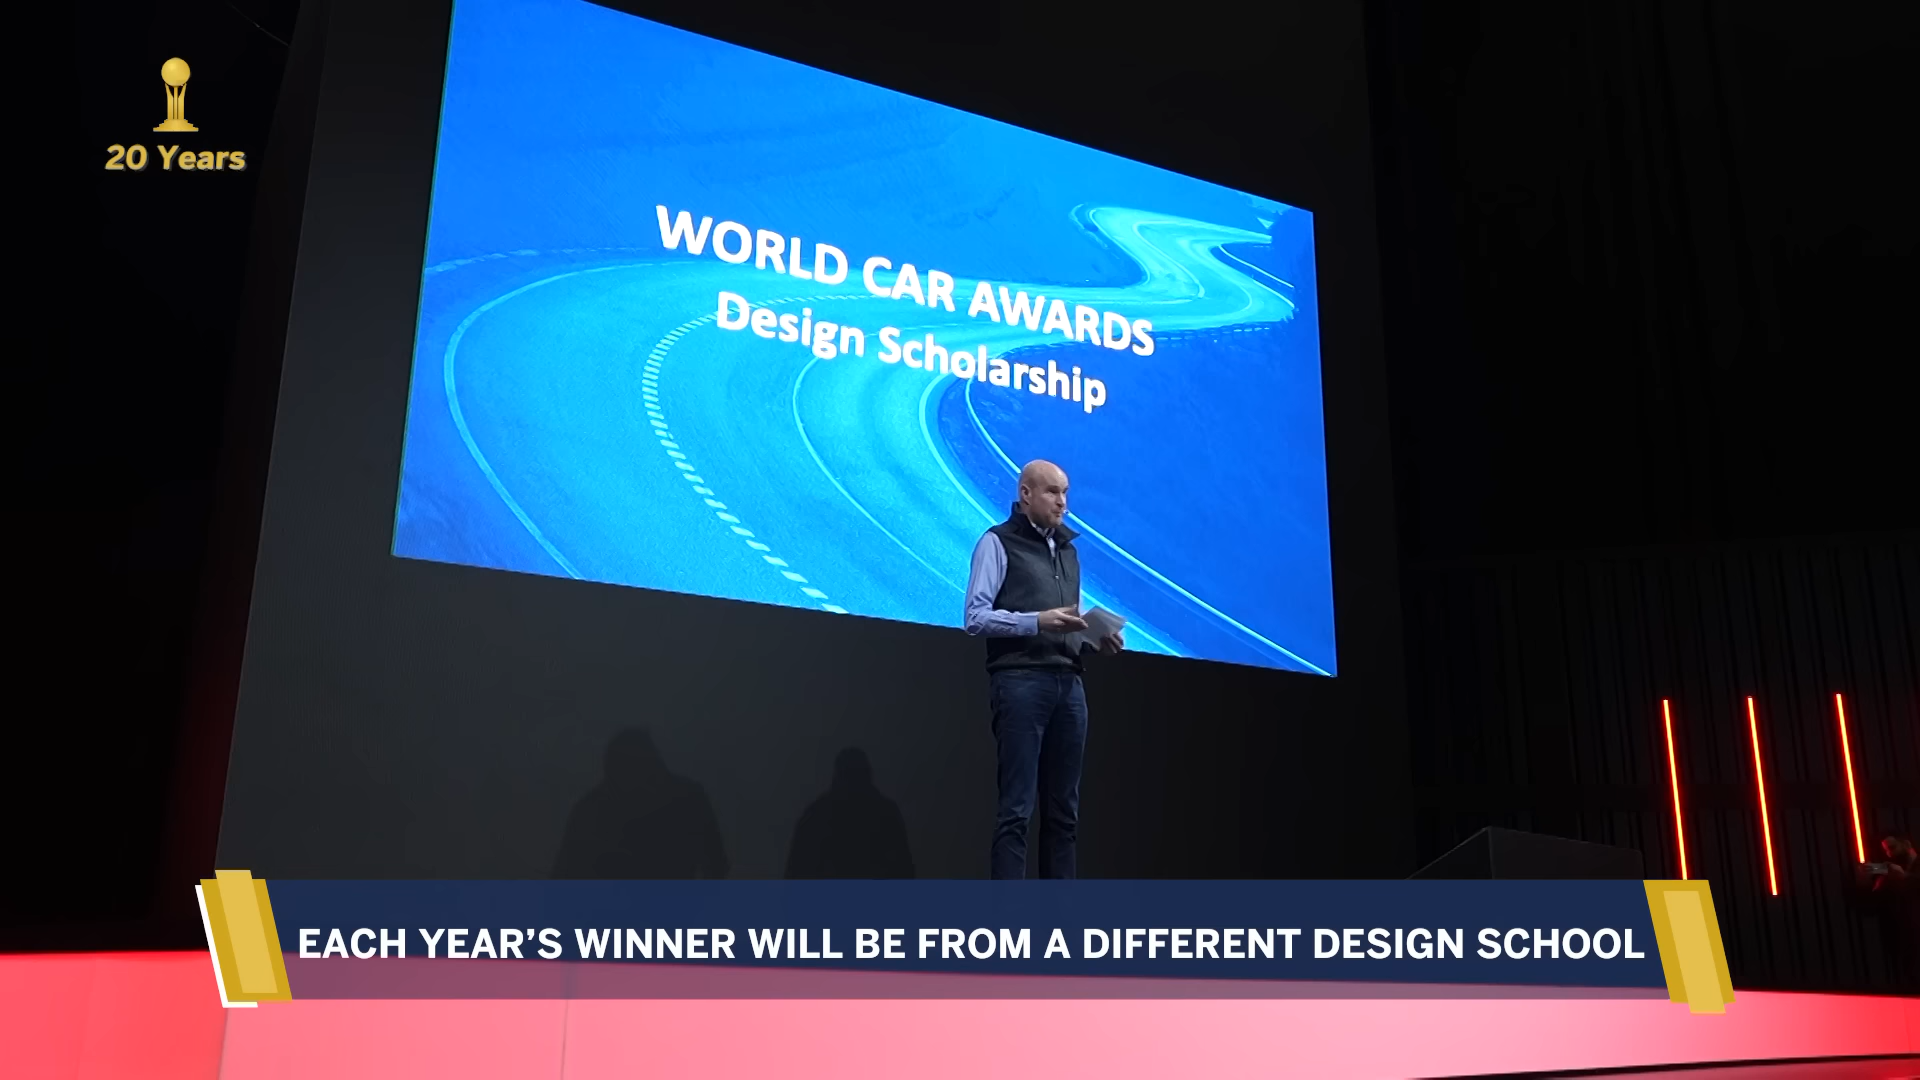 20 Years
WORLD CAR AWARDS
Design Scholarship
EACH YEAR’S WINNER WILL BE FROM A DIFFERENT DESIGN SCHOOL